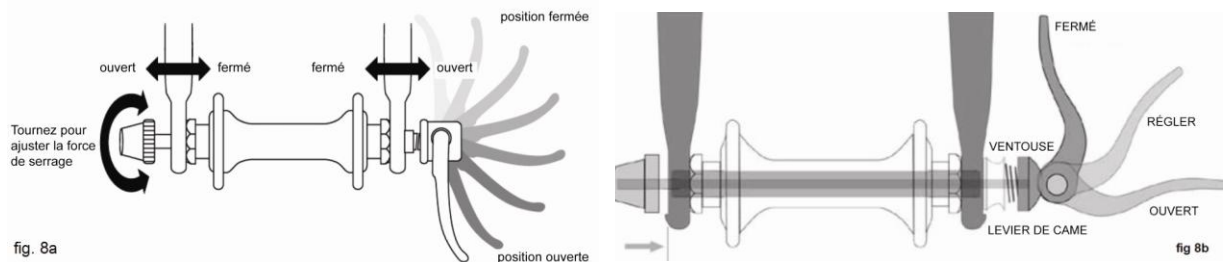 position fermée
ouvert
fermé
fermé
ouvert
Tournez pour
ajuster la force
de serrage
fig. 8a
position ouverte
FERMÉ
RÉGLER
VENTOUSE
OUVERT
LEVIER DE CAME
fig 8b